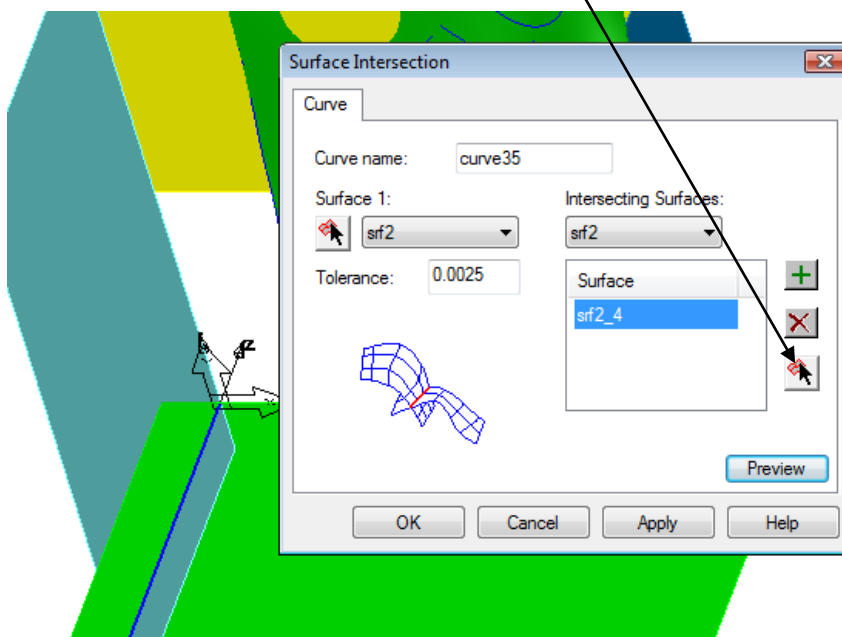 Surface Intersection
Curve
Curve name: curve35
Surface 1: Intersecting Surfaces:
srf2 srf2
Tolerance: 0.0025 Surface
srf2_4
Preview
OK Cancel Apply Help